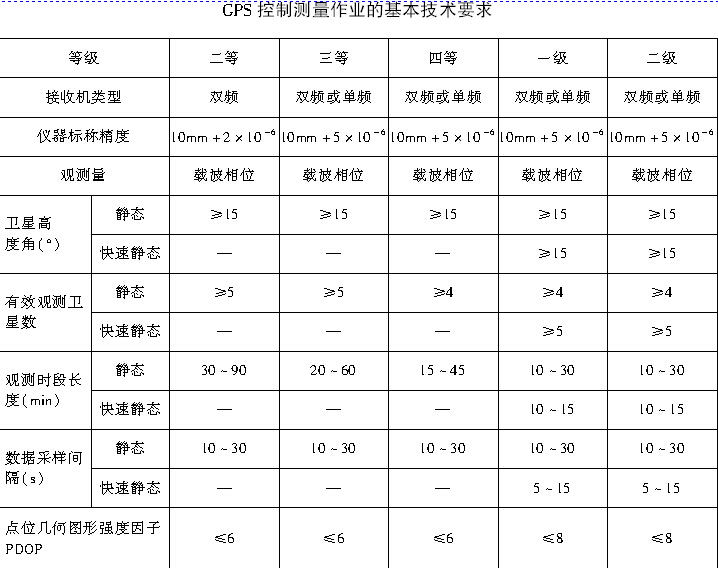 GPS 控制测量作业的基本技术要求
等级 二等 三等 四等 一级 二级
接收机类型 双频 双频或单频 双频或单频 双频或单频 双频或单频
仪器标称精度 10mm+2×10⁻⁶ 10mm+5×10⁻⁶ 10mm+5×10⁻⁶ 10mm+5×10⁻⁶ 10mm+5×10⁻⁶
观测量 载波相位 载波相位 载波相位 载波相位 载波相位
卫星高
度角(°)
静态 ≥15 ≥15 ≥15 ≥15 ≥15
快速静态 — — — ≥15 ≥15
有效观测卫
星数
静态 ≥5 ≥5 ≥4 ≥4 ≥4
快速静态 — — — ≥5 ≥5
观测时段长
度(min)
静态 30~90 20~60 15~45 10~30 10~30
快速静态 — — — 10~15 10~15
数据采样间
隔(s)
静态 10~30 10~30 10~30 10~30 10~30
快速静态 — — — 5~15 5~15
点位几何图形强度因子
PDOP
≤6 ≤6 ≤6 ≤8 ≤8